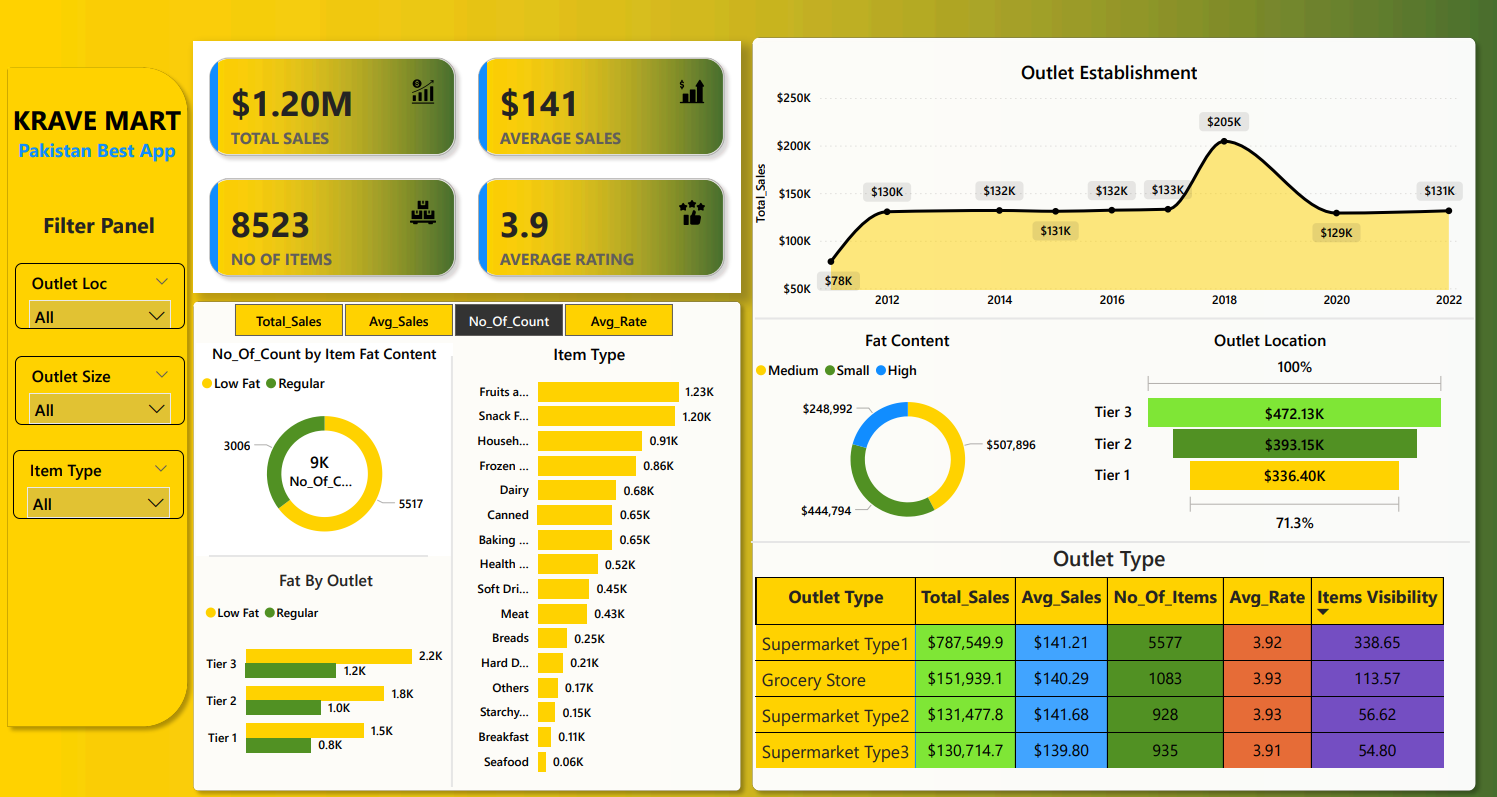 KRAVE MART
Pakistan Best App
Filter Panel
Outlet Loc
All
Outlet Size
All
Item Type
All
$1.20M
TOTAL SALES
$141
AVERAGE SALES
8523
NO OF ITEMS
3.9
AVERAGE RATING
Total_Sales
Avg_Sales
No_Of_Count
Avg_Rate
No_Of_Count by Item Fat Content
Low Fat
Regular
3006
9K
No_Of_C...
5517
Fat By Outlet
Low Fat
Regular
Tier 3
2.2K
1.2K
Tier 2
1.8K
1.0K
Tier 1
1.5K
0.8K
Item Type
Fruits a... 1.23K
Snack F... 1.20K
Househ... 0.91K
Frozen ... 0.86K
Dairy 0.68K
Canned 0.65K
Baking ... 0.65K
Health ... 0.52K
Soft Dri... 0.45K
Meat 0.43K
Breads 0.25K
Hard D... 0.21K
Others 0.17K
Starchy... 0.15K
Breakfast 0.11K
Seafood 0.06K
Outlet Establishment
Total_Sales
$250K
$200K
$150K
$100K
$50K
$78K
$130K
$132K
$131K
$132K
$133K
$205K
$129K
$131K
2012 2014 2016 2018 2020 2022
Fat Content
Medium
Small
High
$248,992
$507,896
$444,794
Outlet Location
100%
Tier 3 $472.13K
Tier 2 $393.15K
Tier 1 $336.40K
71.3%
Outlet Type
Outlet Type Total_Sales Avg_Sales No_Of_Items Avg_Rate Items Visibility
Supermarket Type1 $787,549.9 $141.21 5577 3.92 338.65
Grocery Store $151,939.1 $140.29 1083 3.93 113.57
Supermarket Type2 $131,477.8 $141.68 928 3.93 56.62
Supermarket Type3 $130,714.7 $139.80 935 3.91 54.80